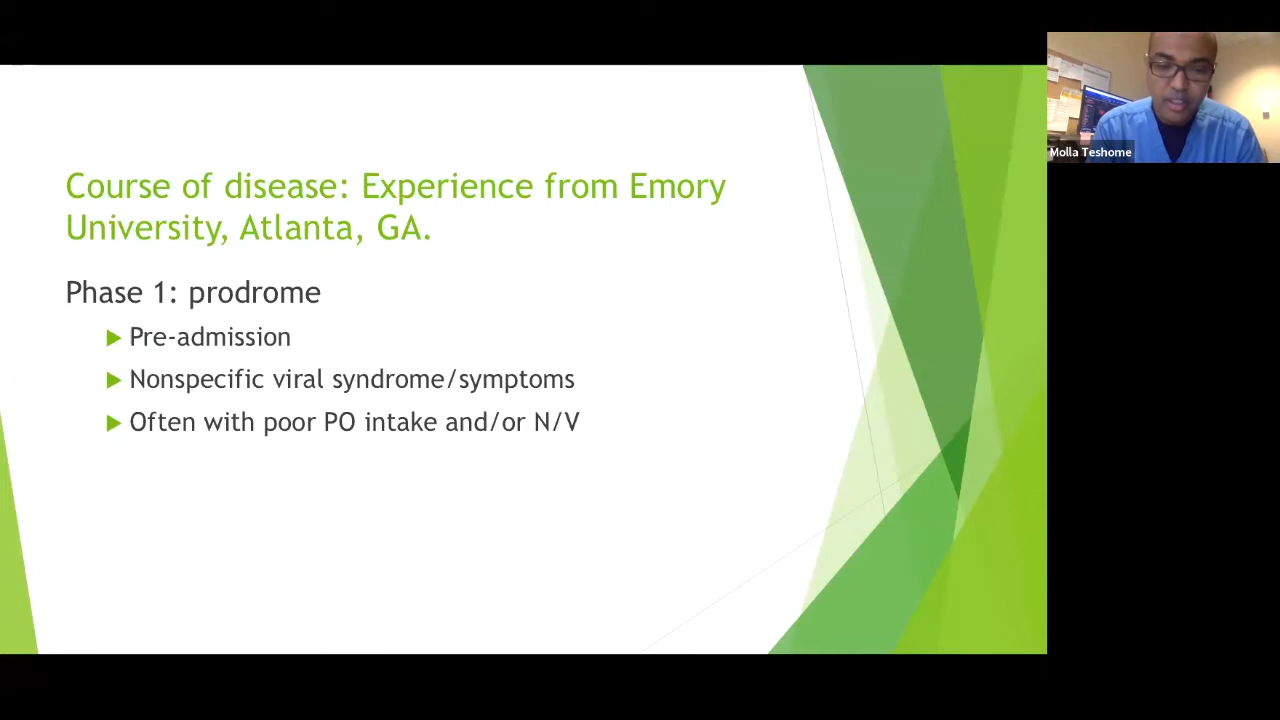 Course of disease: Experience from Emory
University, Atlanta, GA.
Phase 1: prodrome
Pre-admission
Nonspecific viral syndrome/symptoms
Often with poor PO intake and/or N/V
Molla Teshome